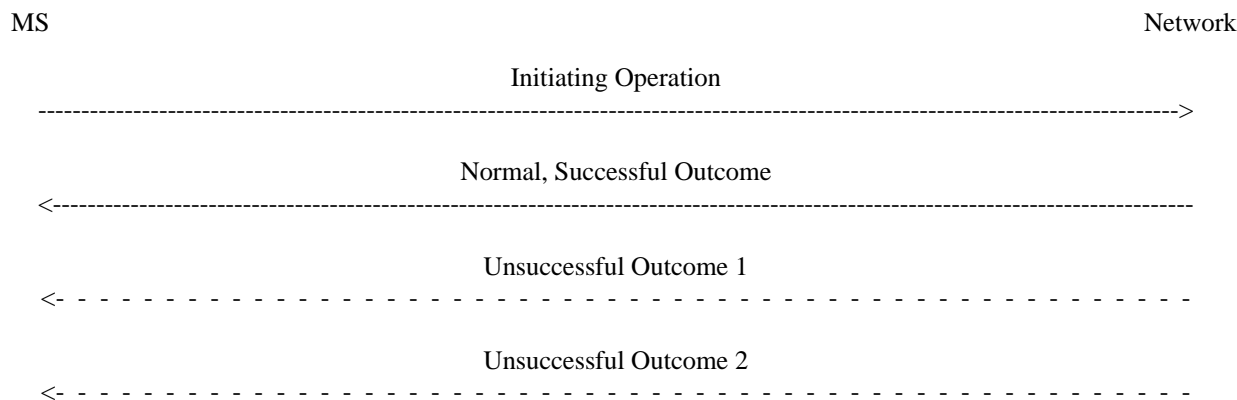 MS Network
Initiating Operation
Normal, Successful Outcome
Unsuccessful Outcome 1
Unsuccessful Outcome 2